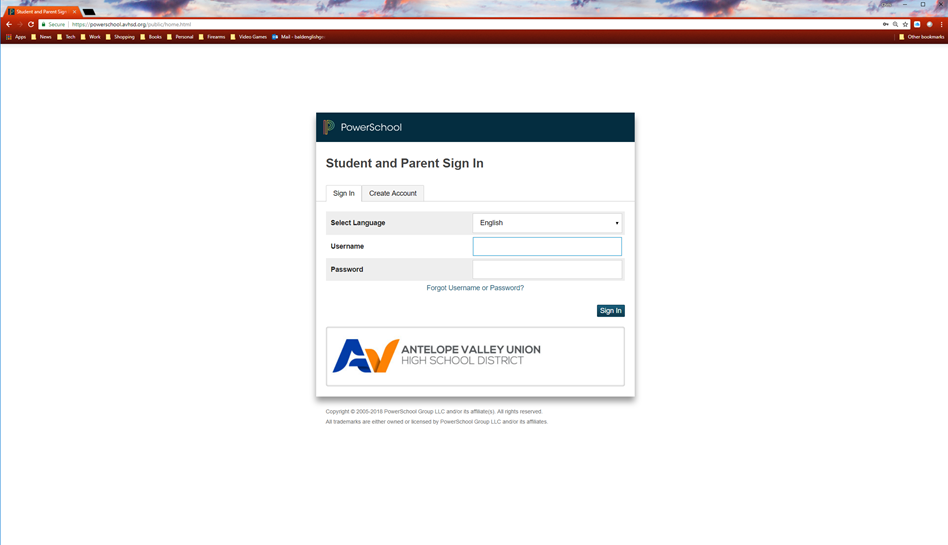 Student and Parent Sign
Secure
https://powerschool.avhsd.org/public/home.html
Apps News Tech Work Shopping Books Personal Firearms Video Games Mail - baldenglish Other bookmarks
PowerSchool
Student and Parent Sign In
Sign In Create Account
Select Language English
Username
Password
Forgot Username or Password?
Sign In
AV ANTELOPE VALLEY UNION
HIGH SCHOOL DISTRICT
Copyright © 2005-2018 PowerSchool Group LLC and/or its affiliate(s). All rights reserved.
All trademarks are either owned or licensed by PowerSchool Group LLC and/or its affiliates.